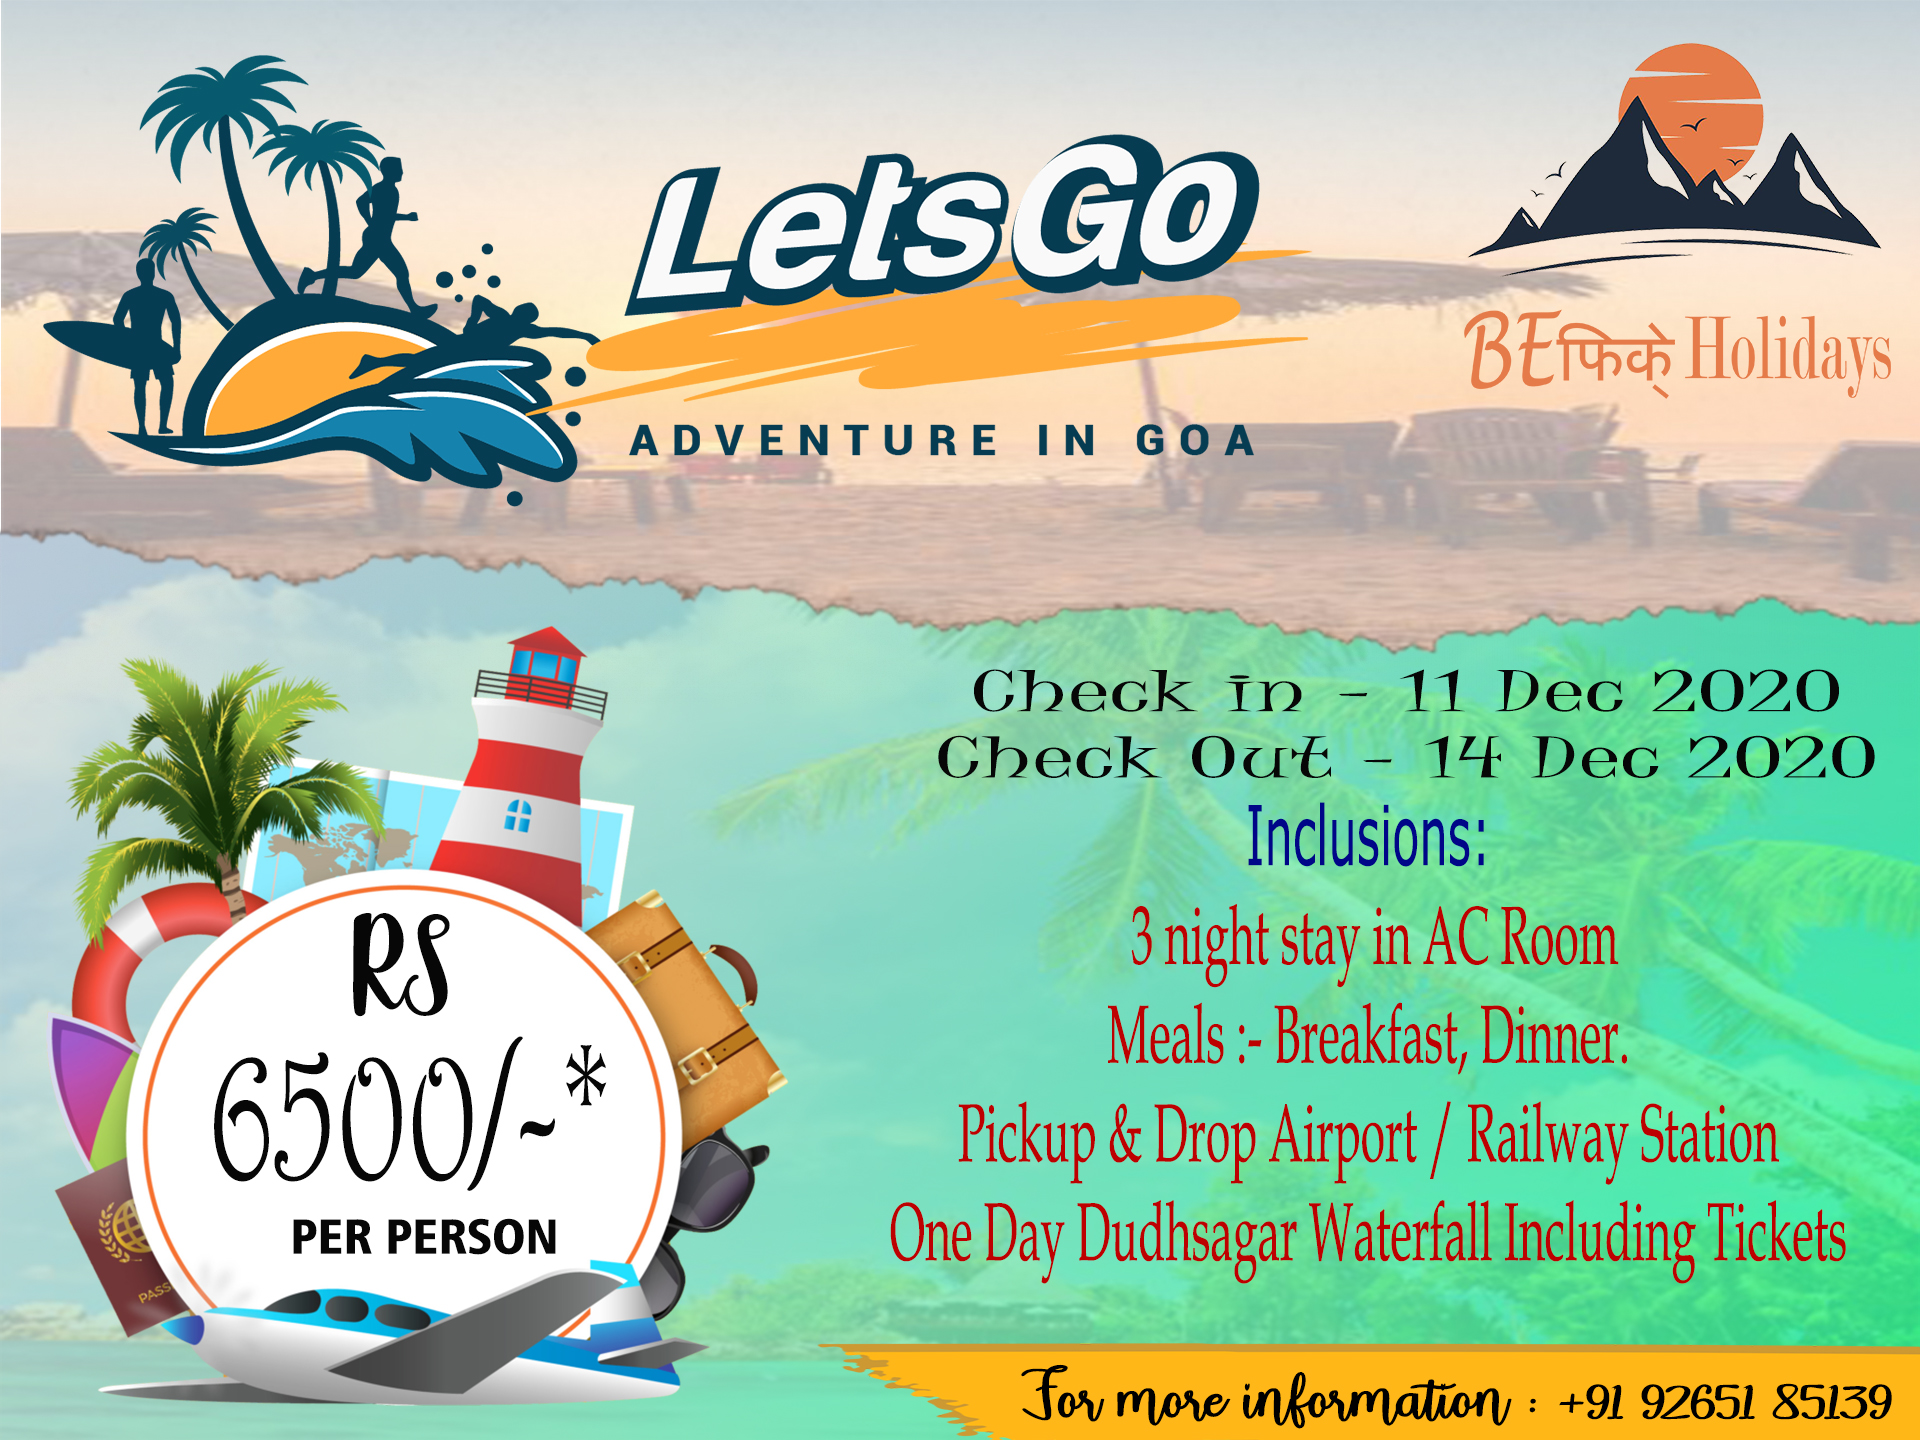 LetsGo
ADVENTURE IN GOA
BEफिक्रे Holidays
Check in - 11 Dec 2020
Check Out - 14 Dec 2020
Inclusions:
3 night stay in AC Room
Meals :- Breakfast, Dinner.
Pickup & Drop Airport / Railway Station
One Day Dudhsagar Waterfall Including Tickets
RS
6500/-*
PER PERSON
PASS
For more information : +91 92651 85139